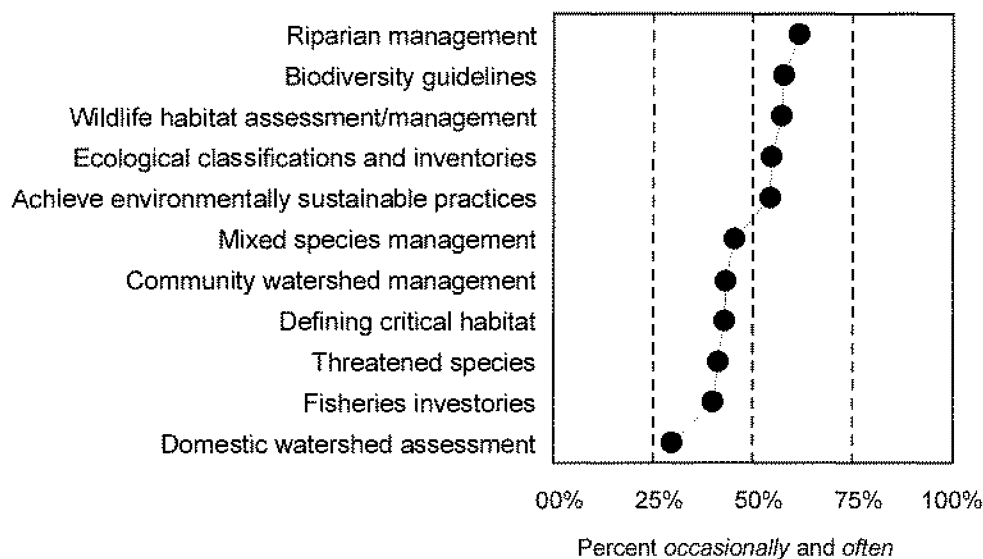 Riparian management
Biodiversity guidelines
Wildlife habitat assessment/management
Ecological classifications and inventories
Achieve environmentally sustainable practices
Mixed species management
Community watershed management
Defining critical habitat
Threatened species
Fisheries investories
Domestic watershed assessment
00% 25% 50% 75% 100%
Percent occasionally and often